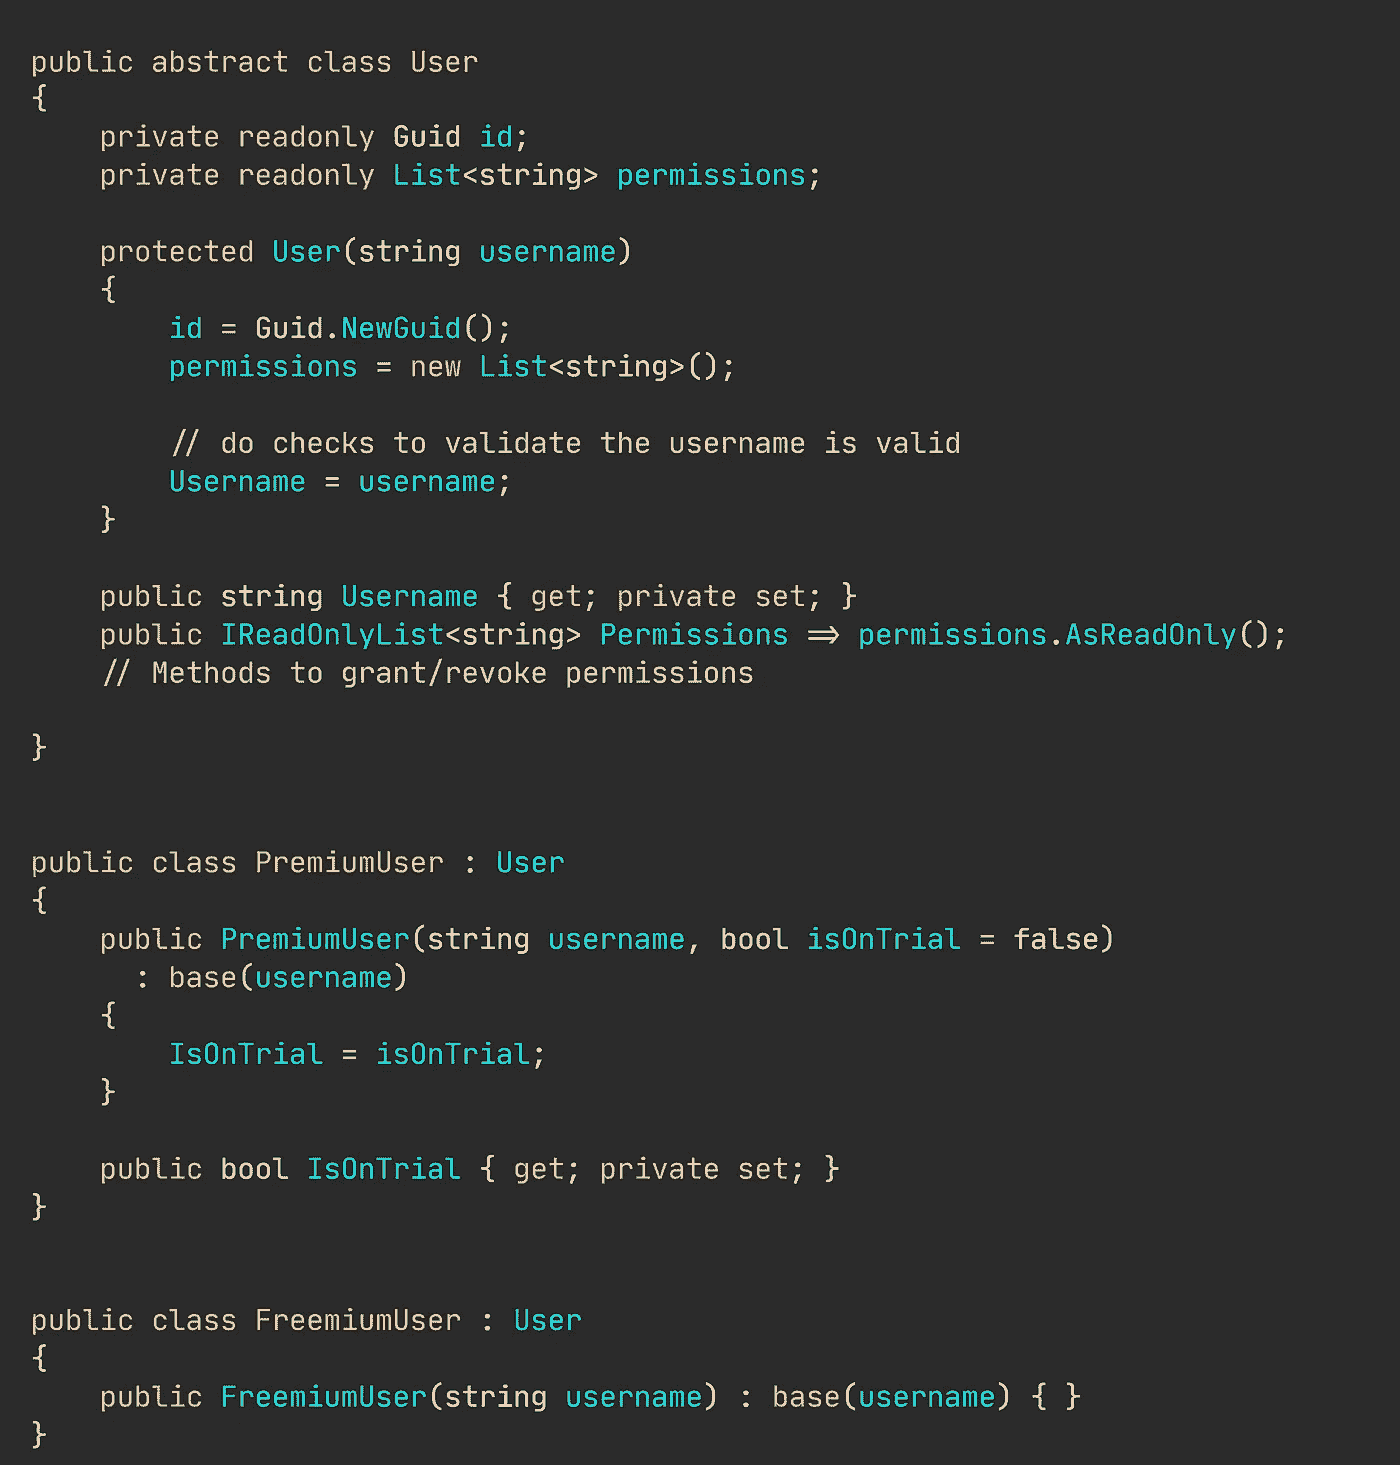 public abstract class User
{
    private readonly Guid id;
    private readonly List<string> permissions;
    protected User(string username)
    {
        id = Guid.NewGuid();
        permissions = new List<string>();
        // do checks to validate the username is valid
        Username = username;
    }
    public string Username { get; private set; }
    public IReadOnlyList<string> Permissions => permissions.AsReadOnly();
    // Methods to grant/revoke permissions
}
public class PremiumUser : User
{
    public PremiumUser(string username, bool isOnTrial = false)
      : base(username)
    {
        IsOnTrial = isOnTrial;
    }
    public bool IsOnTrial { get; private set; }
}
public class FreemiumUser : User
{
    public FreemiumUser(string username) : base(username) { }
}